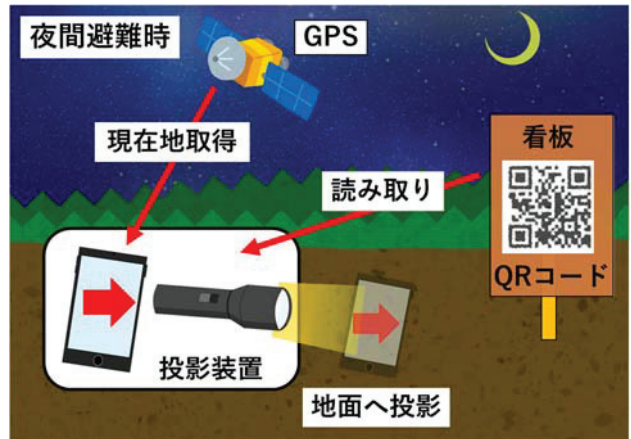 夜間避難時
GPS
現在地取得
看板
読み取り
QRコード
投影装置
地面へ投影